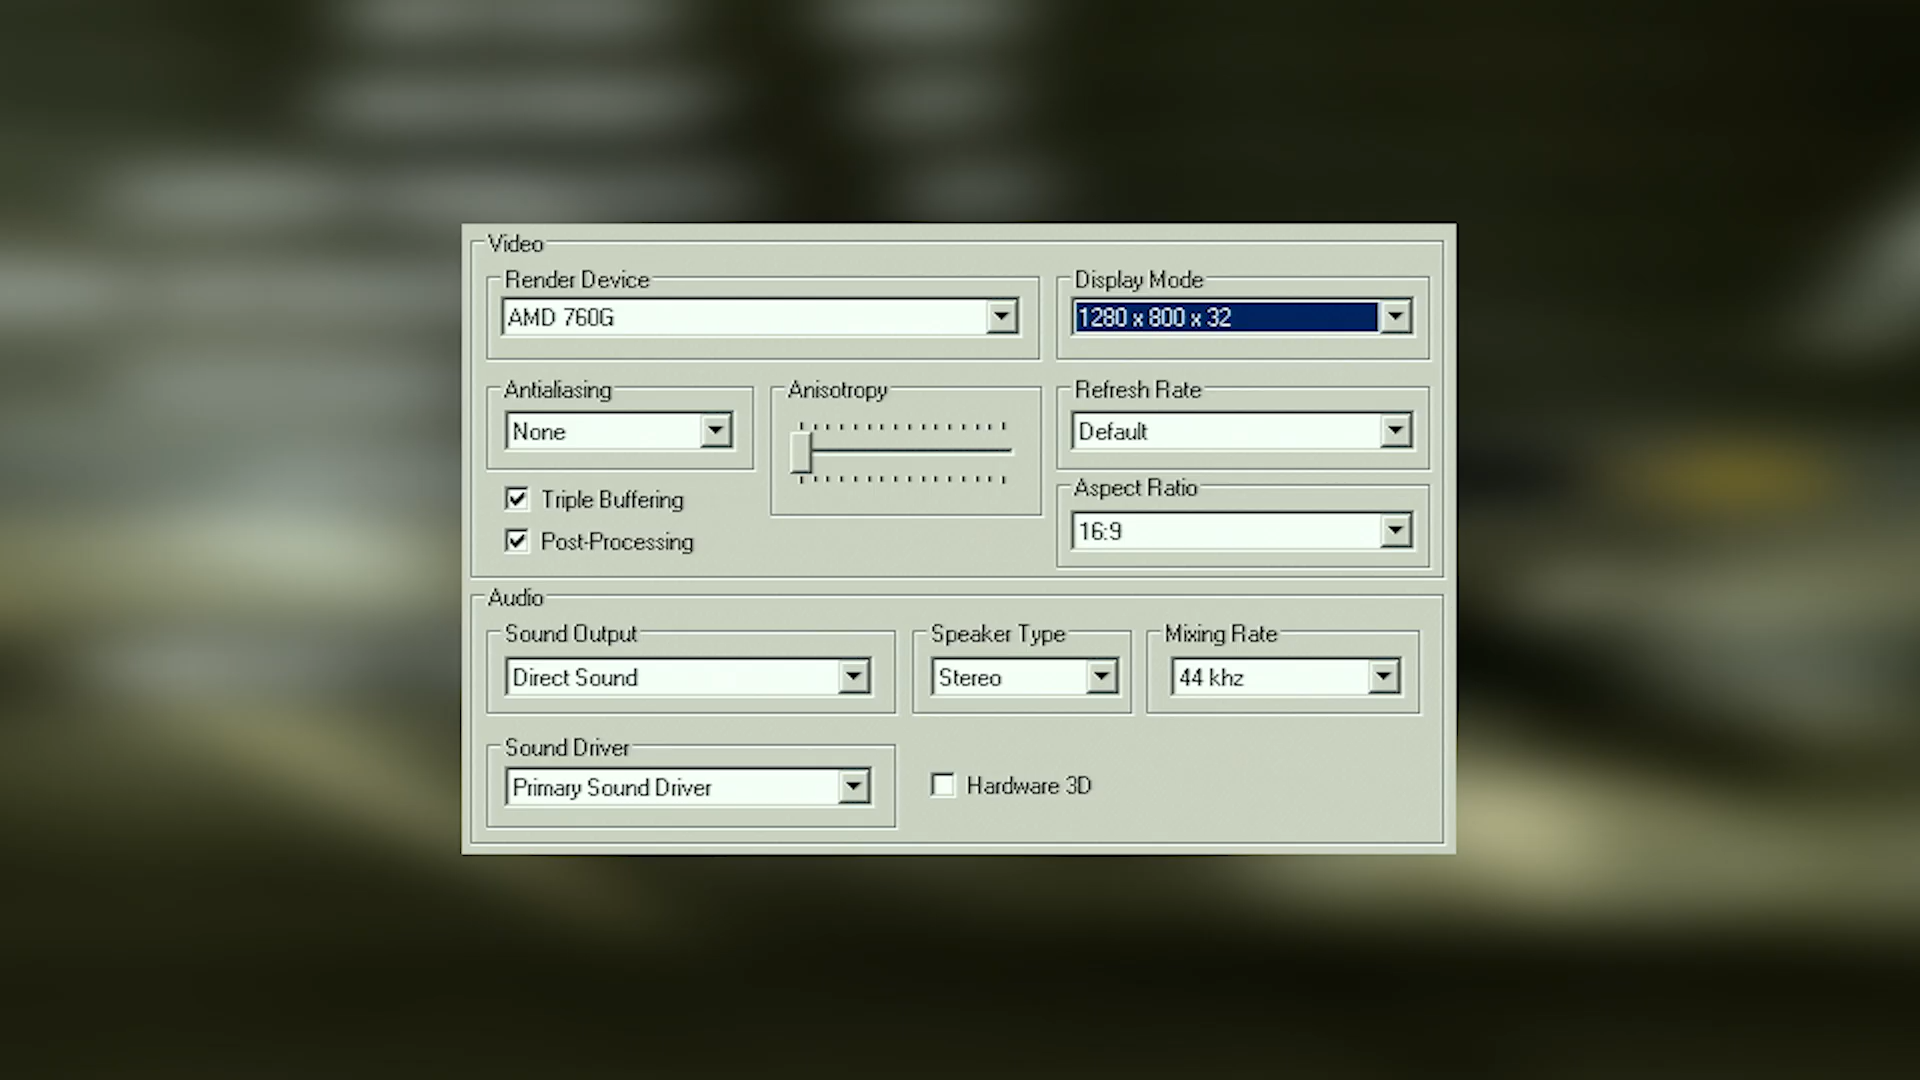 Video
Render Device
AMD 760G
Display Mode
1280 x 800 x 32
Antialiasing
None
Anisotropy
Refresh Rate
Default
Triple Buffering
Post-Processing
Aspect Ratio
16:9
Audio
Sound Output
Direct Sound
Speaker Type
Stereo
Mixing Rate
44 khz
Sound Driver
Primary Sound Driver
Hardware 3D